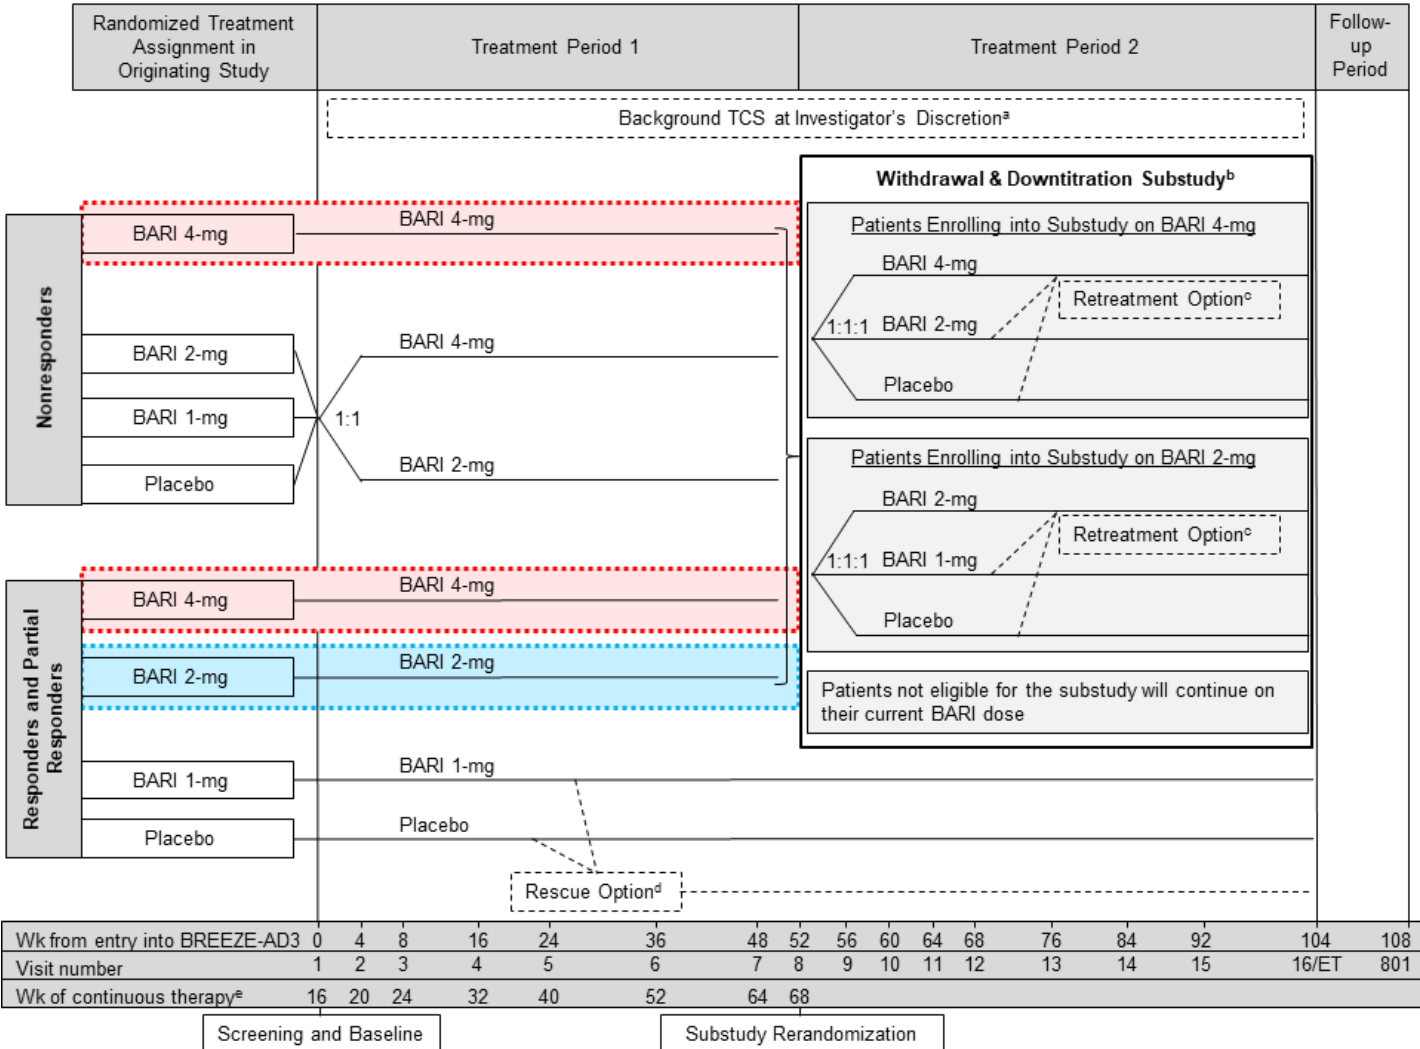 Randomized Treatment
Assignment in
Originating Study
Treatment Period 1
Treatment Period 2
Follow-
up
Period
Background TCS at Investigator's Discretionᵃ
Withdrawal & Downtitration Substudyᵇ
Nonresponders
BARI 4-mg
BARI 4-mg
BARI 2-mg
BARI 1-mg
Placebo
1:1
BARI 4-mg
BARI 2-mg
Patients Enrolling into Substudy on BARI 4-mg
BARI 4-mg
Retreatment Optionᶜ
1:1:1 BARI 2-mg
Placebo
Patients Enrolling into Substudy on BARI 2-mg
BARI 2-mg
Retreatment Optionᶜ
1:1:1 BARI 1-mg
Placebo
Patients not eligible for the substudy will continue on
their current BARI dose
Responders and Partial
Responders
BARI 4-mg
BARI 4-mg
BARI 2-mg
BARI 2-mg
BARI 1-mg
BARI 1-mg
Placebo
Placebo
Rescue Optionᵈ
Wk from entry into BREEZE-AD3 0 4 8 16 24 36 48 52 56 60 64 68 76 84 92 104 108
Visit number 1 2 3 4 5 6 7 8 9 10 11 12 13 14 15 16/ET 801
Wk of continuous therapyᵉ 16 20 24 32 40 52 64 68
Screening and Baseline
Substudy Rerandomization